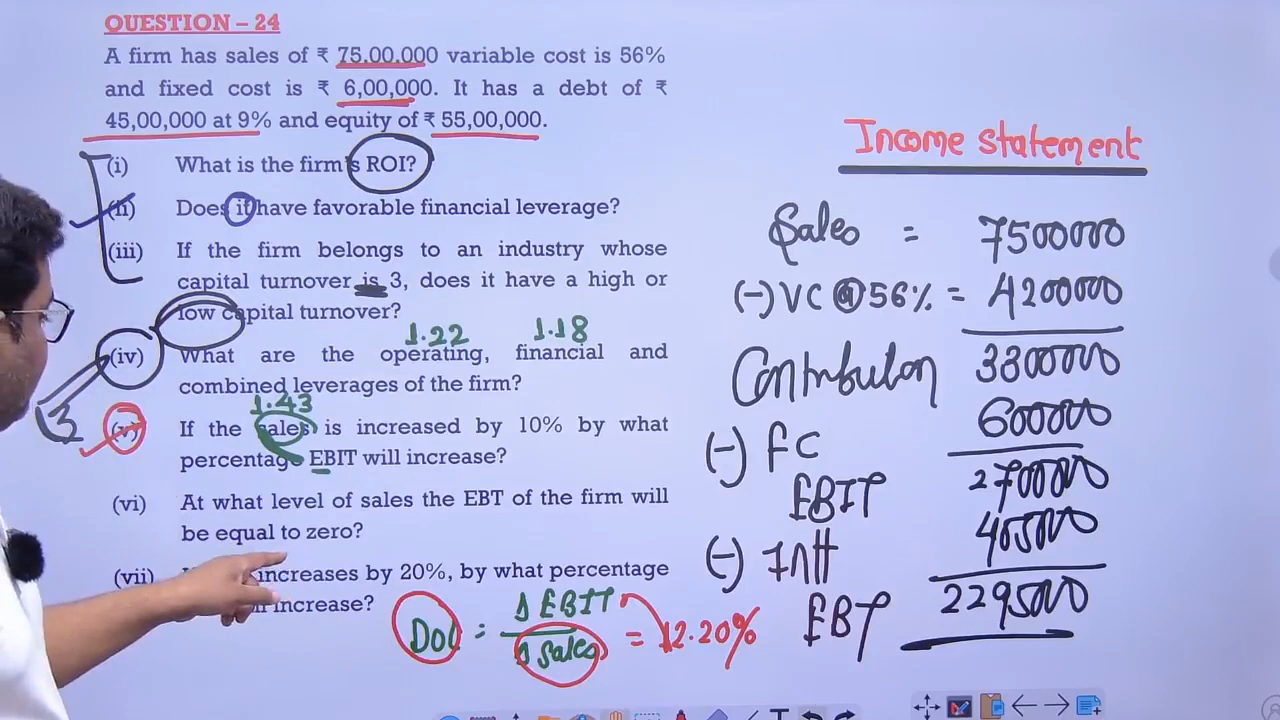 QUESTION – 24
A firm has sales of ₹ 75,00,000 variable cost is 56%
and fixed cost is ₹ 6,00,000. It has a debt of ₹
45,00,000 at 9% and equity of ₹ 55,00,000.
(i) What is the firm's ROI?
(ii) Does it have favorable financial leverage?
(iii) If the firm belongs to an industry whose
capital turnover is 3, does it have a high or
low capital turnover?
1.22 1.18
(iv) What are the operating, financial and
combined leverages of the firm?
1.43
(v) If the sales is increased by 10% by what
percentage EBIT will increase?
(vi) At what level of sales the EBT of the firm will
be equal to zero?
(vii) increases by 20%, by what percentage
increase?
DOL = Δ EBIT
Δ Sales = 12.20%
Income statement
Sales = 7500000
(-) VC @ 56% = 4200000
Contribution 3300000
(-) FC 600000
EBIT 2700000
(-) Int 405000
EBT 2295000